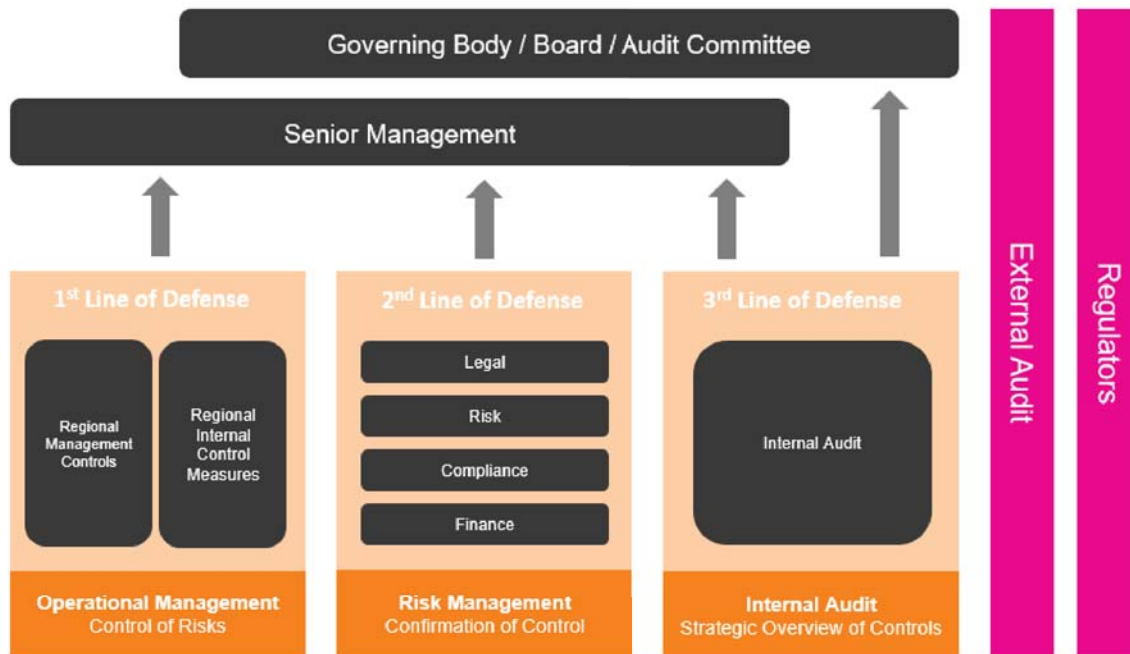 Governing Body / Board / Audit Committee
Senior Management
1st Line of Defense
Regional
Management
Controls
Regional
Internal
Control
Measures
Operational Management
Control of Risks
2nd Line of Defense
Legal
Risk
Compliance
Finance
Risk Management
Confirmation of Control
3rd Line of Defense
Internal Audit
Internal Audit
Strategic Overview of Controls
External Audit
Regulators